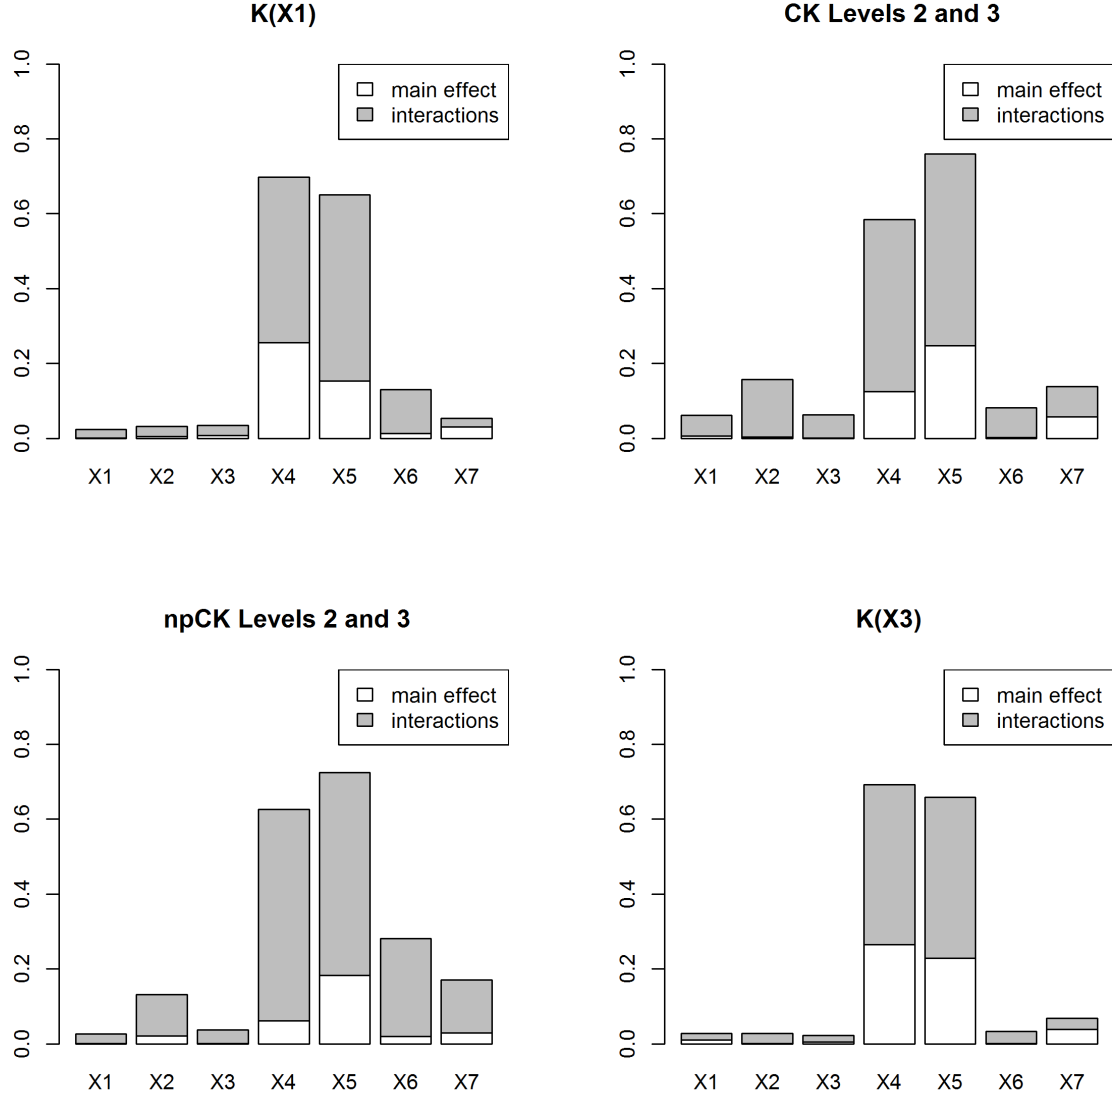 K(X1)
main effect
interactions
0.0 0.2 0.4 0.6 0.8 1.0
X1 X2 X3 X4 X5 X6 X7
CK Levels 2 and 3
main effect
interactions
0.0 0.2 0.4 0.6 0.8 1.0
X1 X2 X3 X4 X5 X6 X7
npCK Levels 2 and 3
main effect
interactions
0.0 0.2 0.4 0.6 0.8 1.0
X1 X2 X3 X4 X5 X6 X7
K(X3)
main effect
interactions
0.0 0.2 0.4 0.6 0.8 1.0
X1 X2 X3 X4 X5 X6 X7